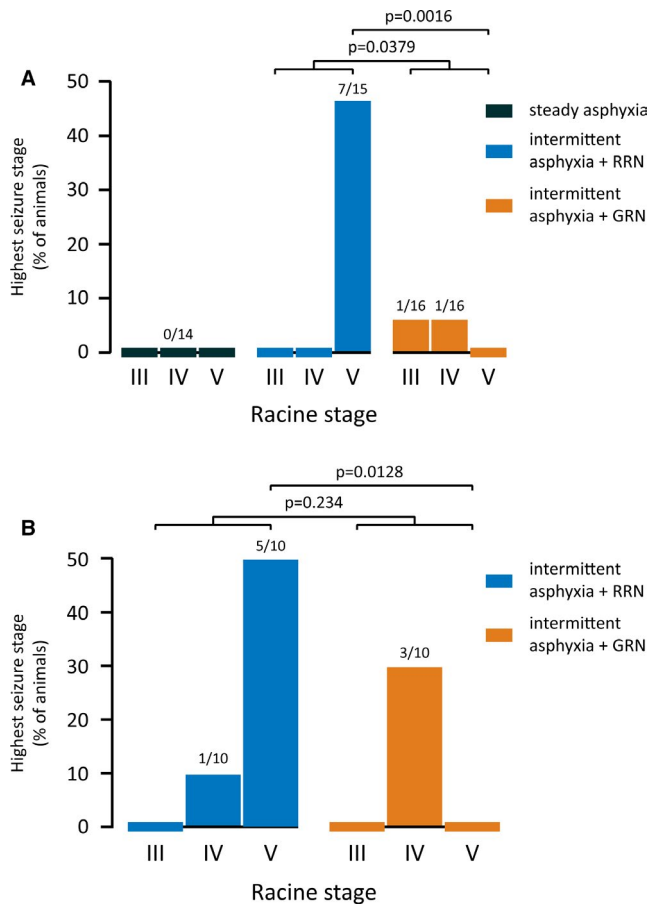 p=0.0016
p=0.0379
A
50
40
30
20
10
0
Highest seizure stage
(% of animals)
7/15
0/14
1/16 1/16
III IV V III IV V III IV V
Racine stage
steady asphyxia
intermittent
asphyxia + RRN
intermittent
asphyxia + GRN
p=0.0128
p=0.234
B
50
40
30
20
10
0
Highest seizure stage
(% of animals)
5/10
3/10
1/10
III IV V III IV V
Racine stage
intermittent
asphyxia + RRN
intermittent
asphyxia + GRN